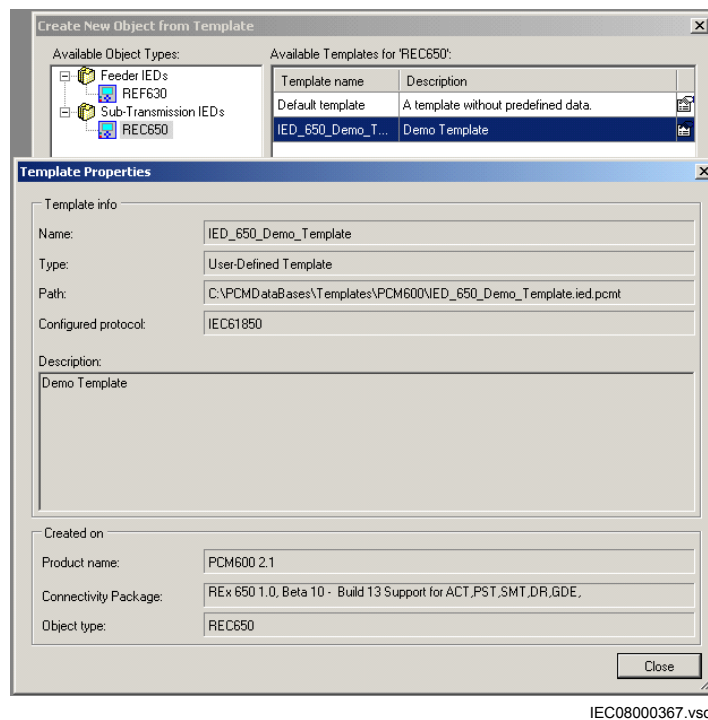 Create New Object from Template
Available Object Types:
Available Templates for 'REC650':
Feeder IEDs
REF630
Sub-Transmission IEDs
REC650
Template name Description
Default template A template without predefined data.
IED_650_Demo_T... Demo Template
Template Properties
Template info
Name: IED_650_Demo_Template
Type: User-Defined Template
Path: C:\PCMDataBases\Templates\PCM600\IED_650_Demo_Template.ied.pcmt
Configured protocol: IEC61850
Description:
Demo Template
Created on
Product name: PCM600 2.1
Connectivity Package: REx 650 1.0, Beta 10 - Build 13 Support for ACT,PST,SMT,DR,GDE,
Object type: REC650
Close
IEC08000367.vsd